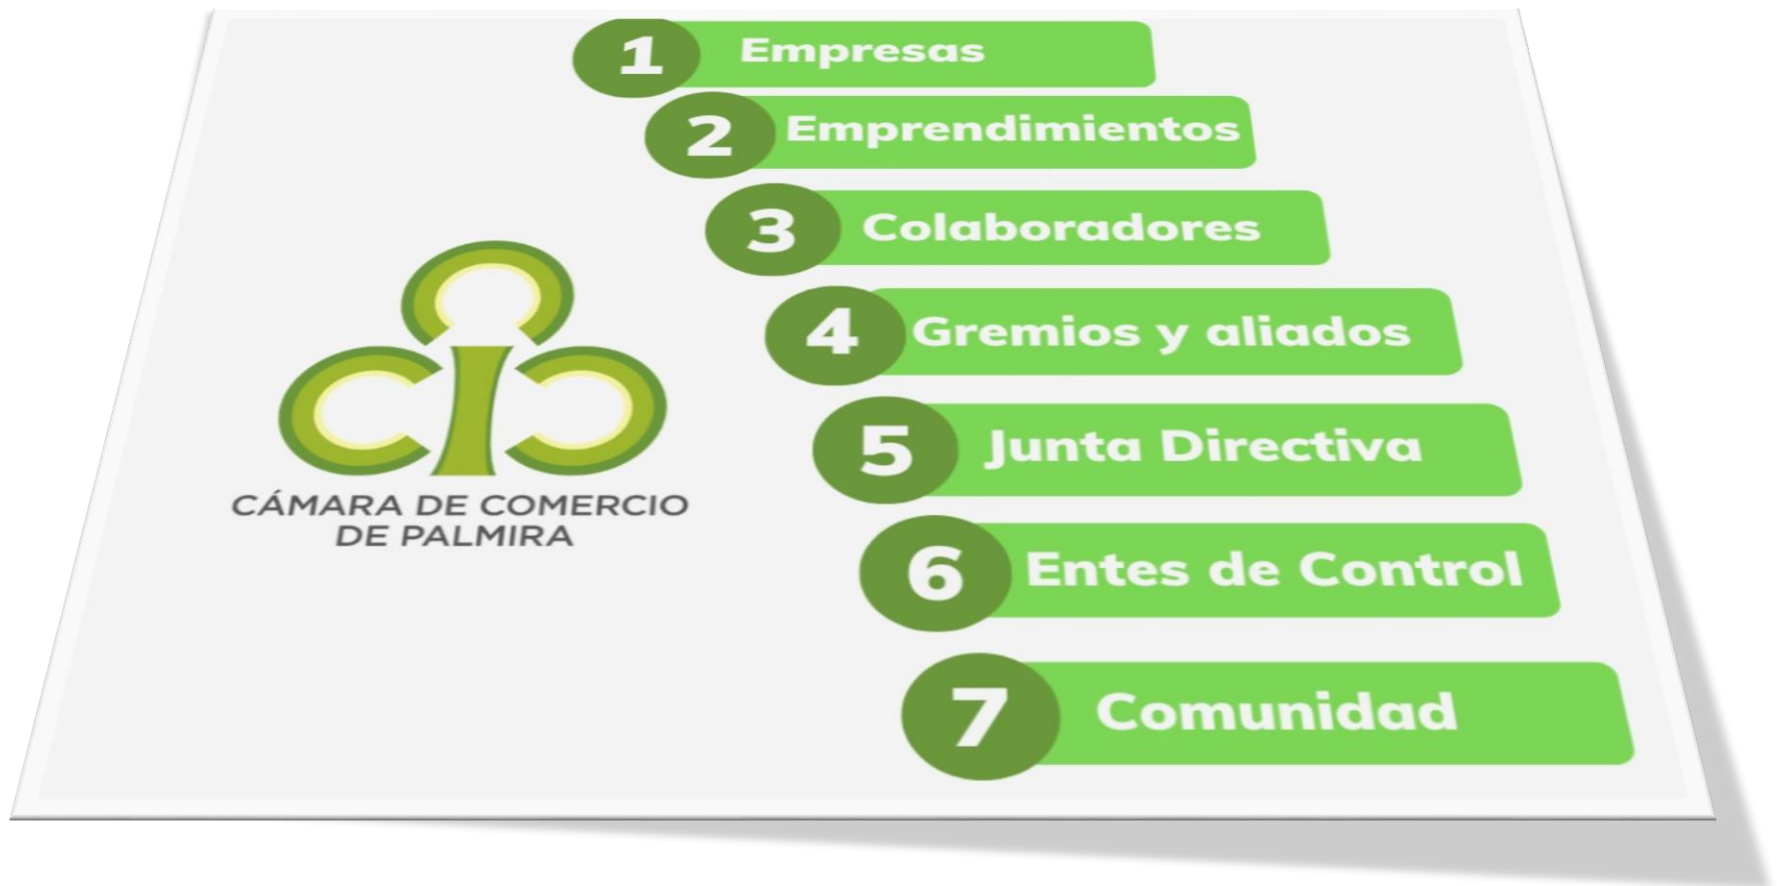 1 Empresas
2 Emprendimientos
3 Colaboradores
4 Gremios y aliados
5 Junta Directiva
6 Entes de Control
7 Comunidad
CÁMARA DE COMERCIO
DE PALMIRA